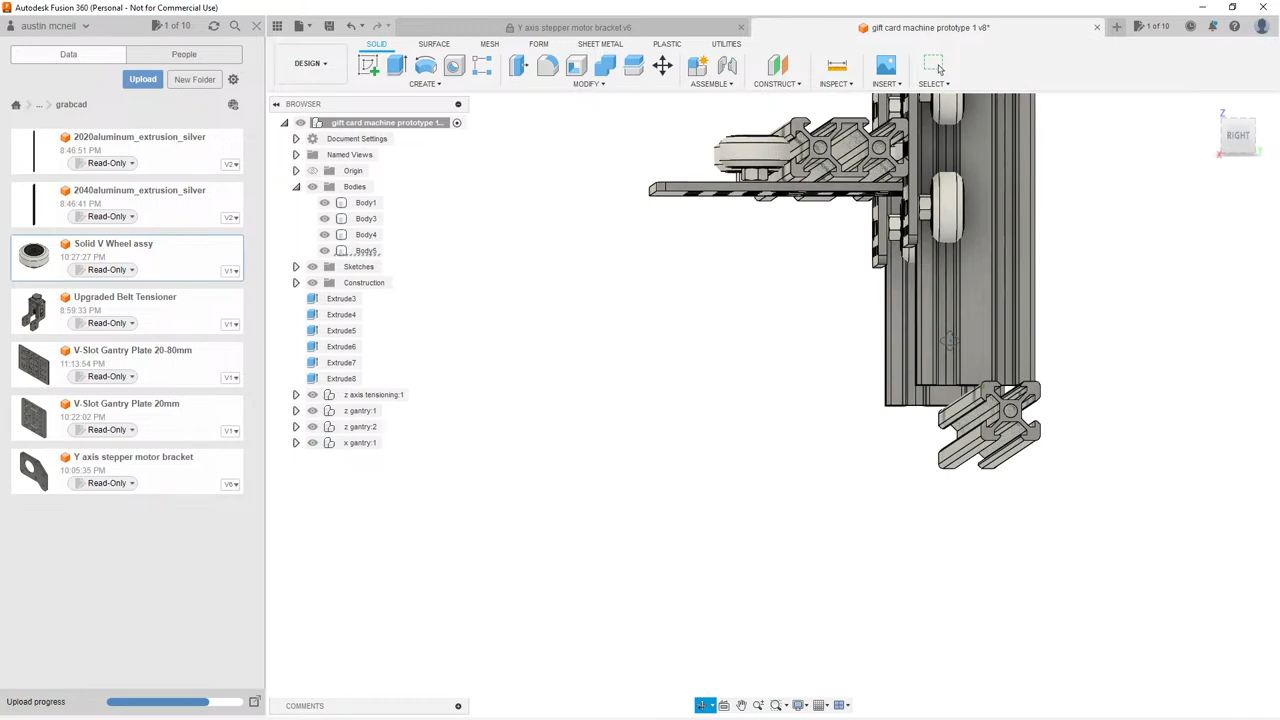 Autodesk Fusion 360 (Personal - Not for Commercial Use)
austin mcneil
1 of 10
Y axis stepper motor bracket v6
gift card machine prototype 1 v8*
1 of 10
Data
People
SOLID
SURFACE
MESH
FORM
SHEET METAL
PLASTIC
UTILITIES
DESIGN
Upload
New Folder
CREATE
MODIFY
ASSEMBLE
CONSTRUCT
INSPECT
INSERT
SELECT
...
grabcad
BROWSER
gift card machine prototype 1...
Document Settings
Named Views
Origin
Bodies
Body1
Body3
Body4
Body5
Sketches
Construction
Extrude3
Extrude4
Extrude5
Extrude6
Extrude7
Extrude8
z axis tensioning:1
z gantry:1
z gantry:2
x gantry:1
2020aluminum_extrusion_silver
8:46:51 PM
Read-Only
V2
2040aluminum_extrusion_silver
8:46:41 PM
Read-Only
V2
Solid V Wheel assy
10:27:27 PM
Read-Only
V1
Upgraded Belt Tensioner
8:59:33 PM
Read-Only
V1
V-Slot Gantry Plate 20-80mm
11:13:54 PM
Read-Only
V1
V-Slot Gantry Plate 20mm
10:22:02 PM
Read-Only
V1
Y axis stepper motor bracket
10:05:35 PM
Read-Only
V6
Z
RIGHT
X
Y
Upload progress
COMMENTS